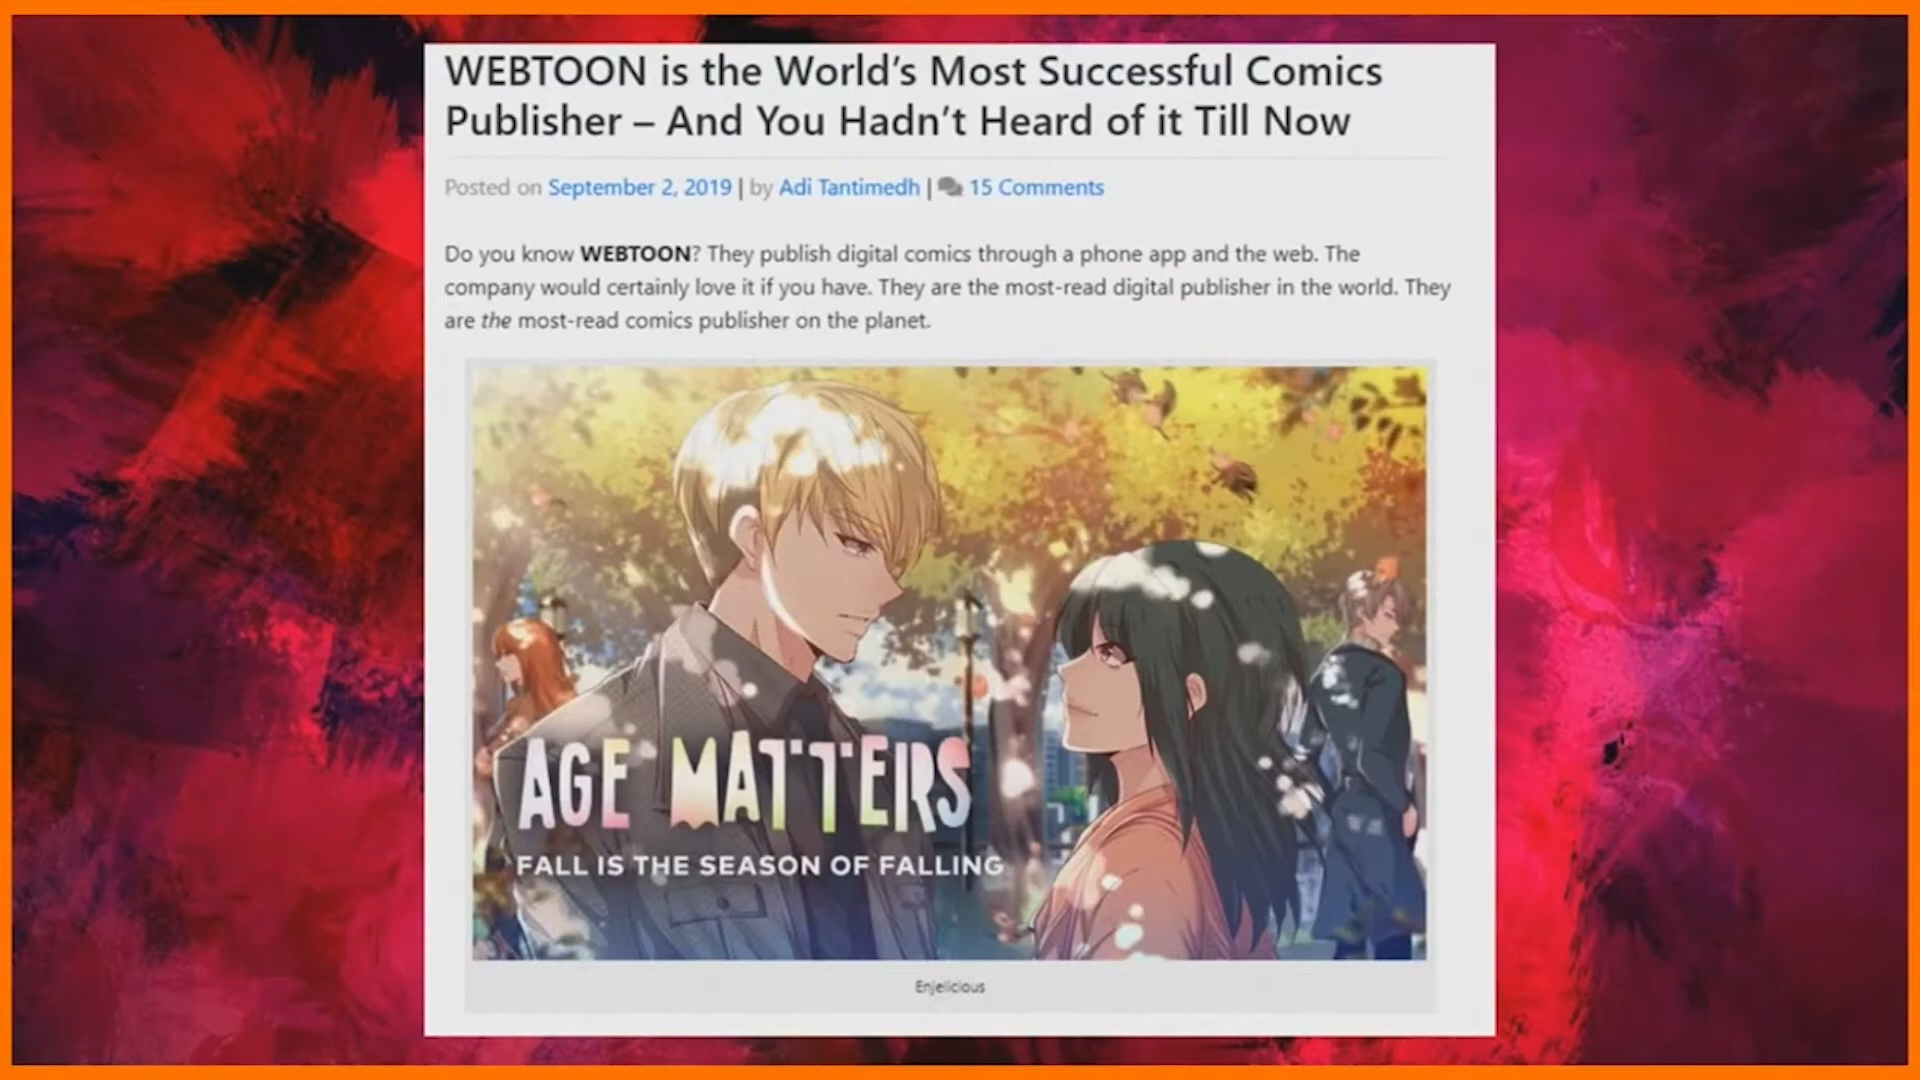 WEBTOON is the World’s Most Successful Comics
Publisher – And You Hadn’t Heard of it Till Now
Posted on September 2, 2019 | by Adi Tantimedh | 15 Comments
Do you know WEBTOON? They publish digital comics through a phone app and the web. The
company would certainly love it if you have. They are the most-read digital publisher in the world. They
are the most-read comics publisher on the planet.
AGE MATTERS
FALL IS THE SEASON OF FALLING
Enjelicious